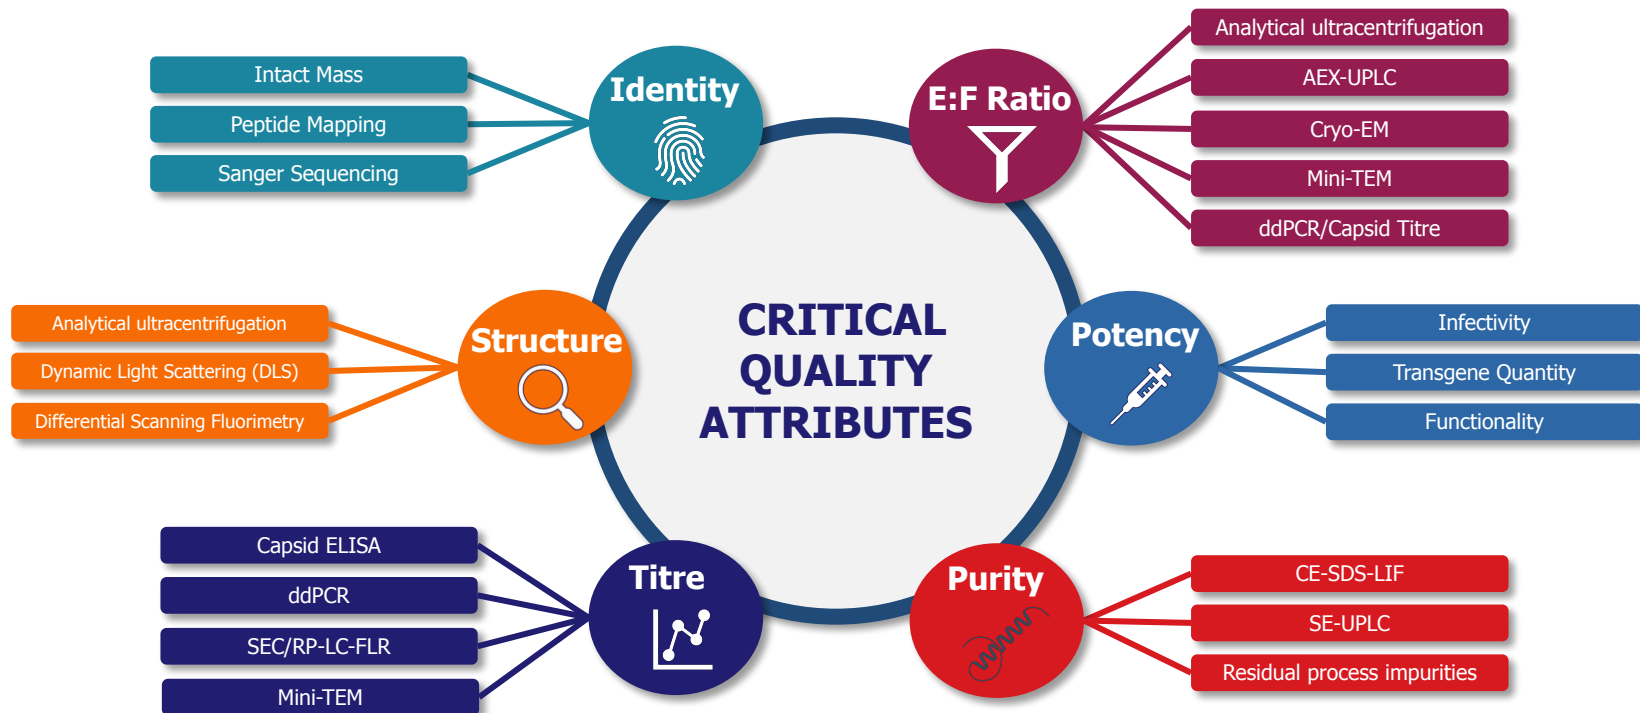 Identity
Intact Mass
Peptide Mapping
Sanger Sequencing
E:F Ratio
Analytical ultracentrifugation
AEX-UPLC
Cryo-EM
Mini-TEM
ddPCR/Capsid Titre
Structure
Analytical ultracentrifugation
Dynamic Light Scattering (DLS)
Differential Scanning Fluorimetry
CRITICAL
QUALITY
ATTRIBUTES
Potency
Infectivity
Transgene Quantity
Functionality
Titre
Capsid ELISA
ddPCR
SEC/RP-LC-FLR
Mini-TEM
Purity
CE-SDS-LIF
SE-UPLC
Residual process impurities